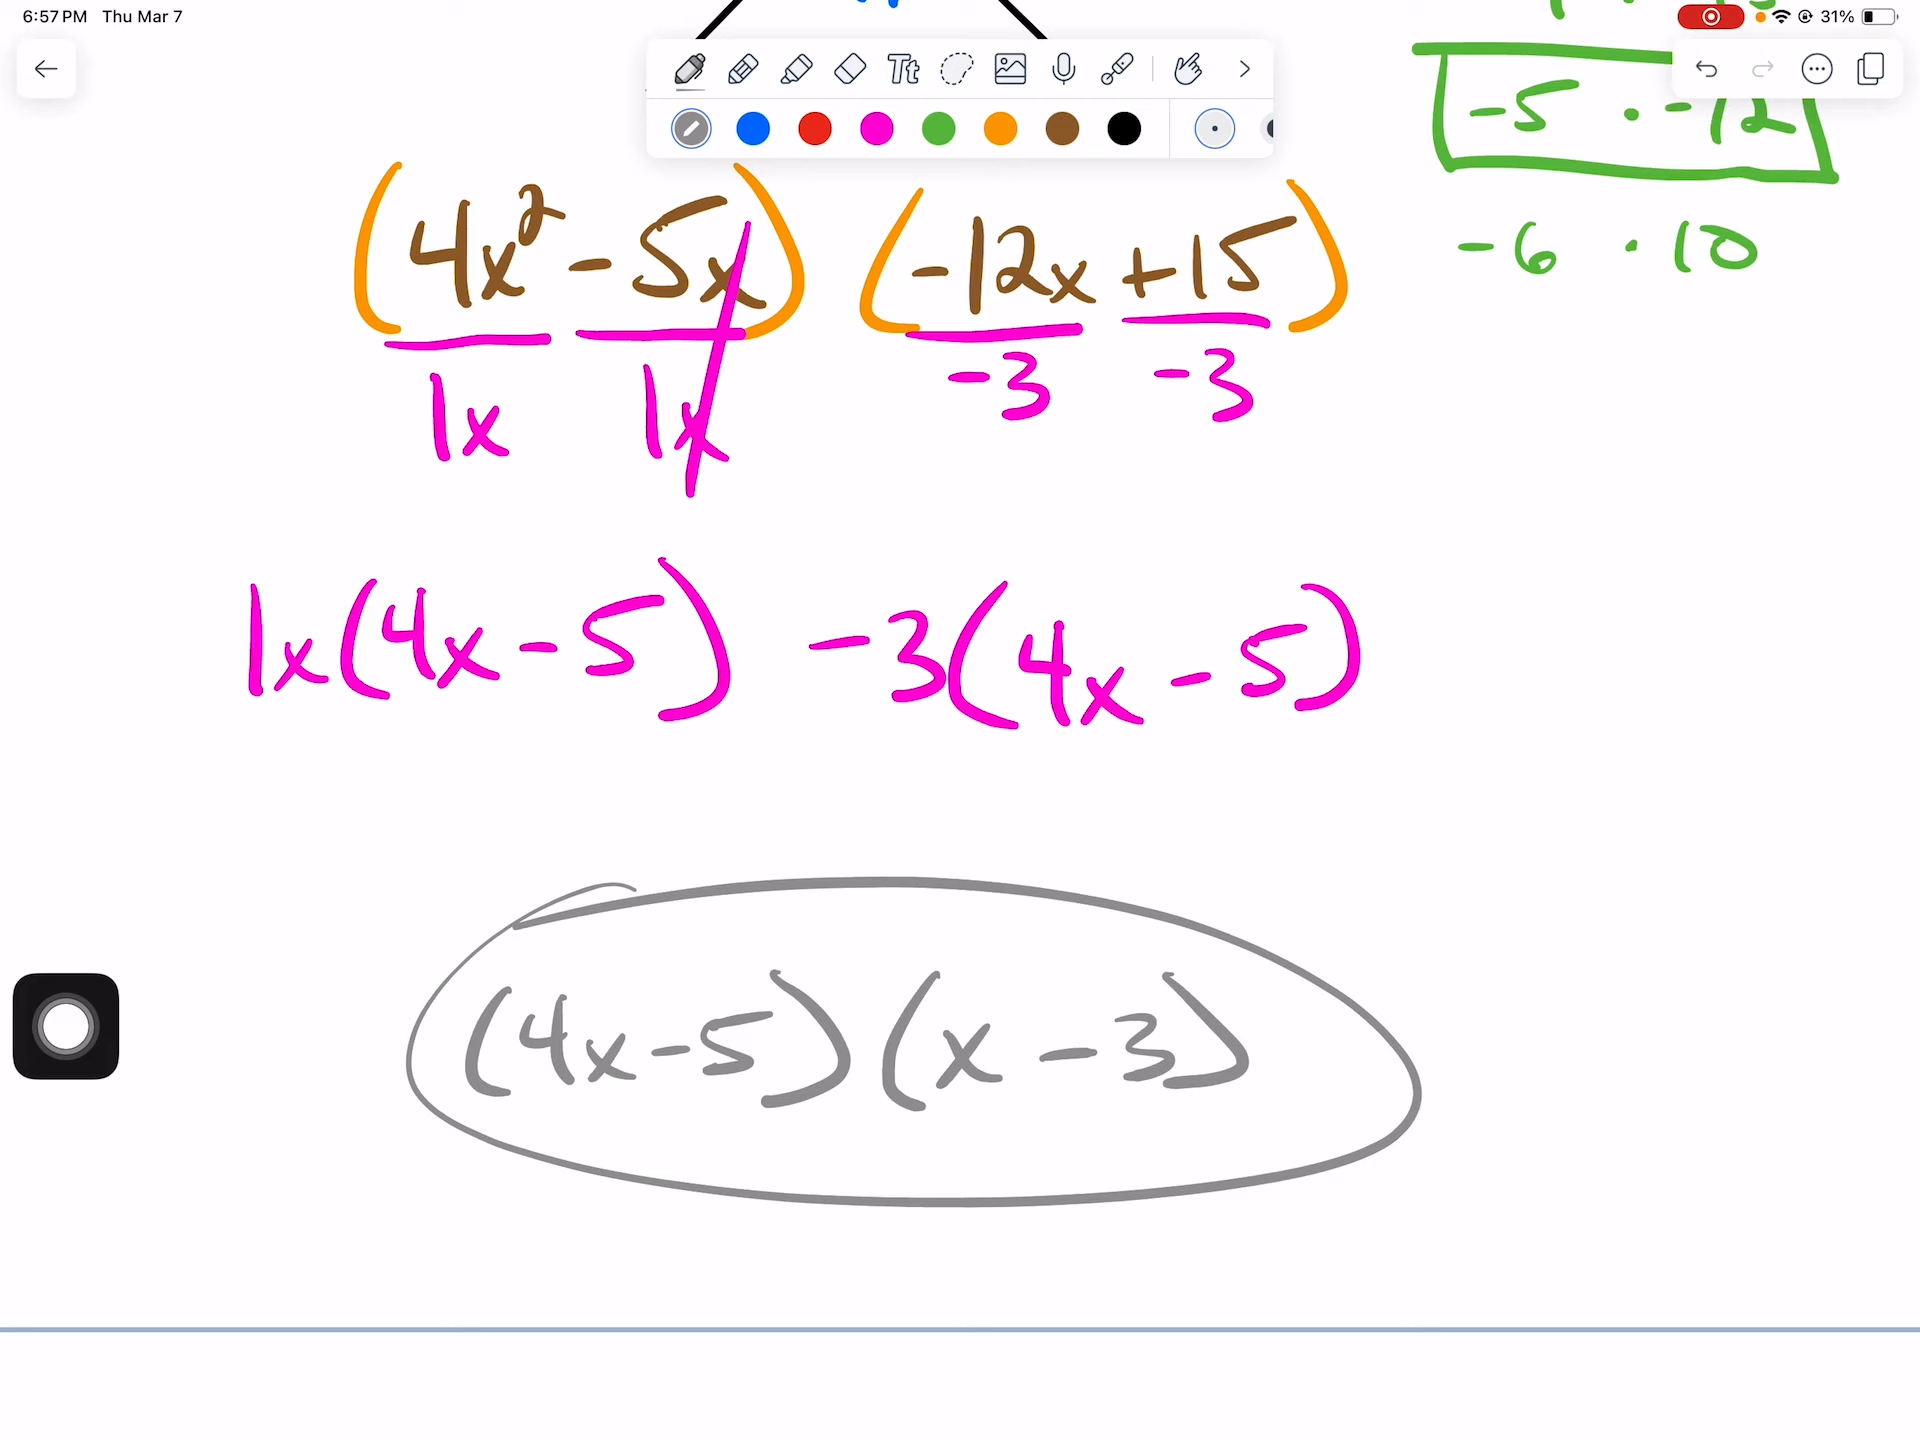 6:57 PM Thu Mar 7
31%
Tt
-5 · -12
(4x² - 5x) (-12x + 15)
-6 · 10
1x 1x -3 -3
1x(4x - 5) -3(4x - 5)
(4x - 5)(x - 3)